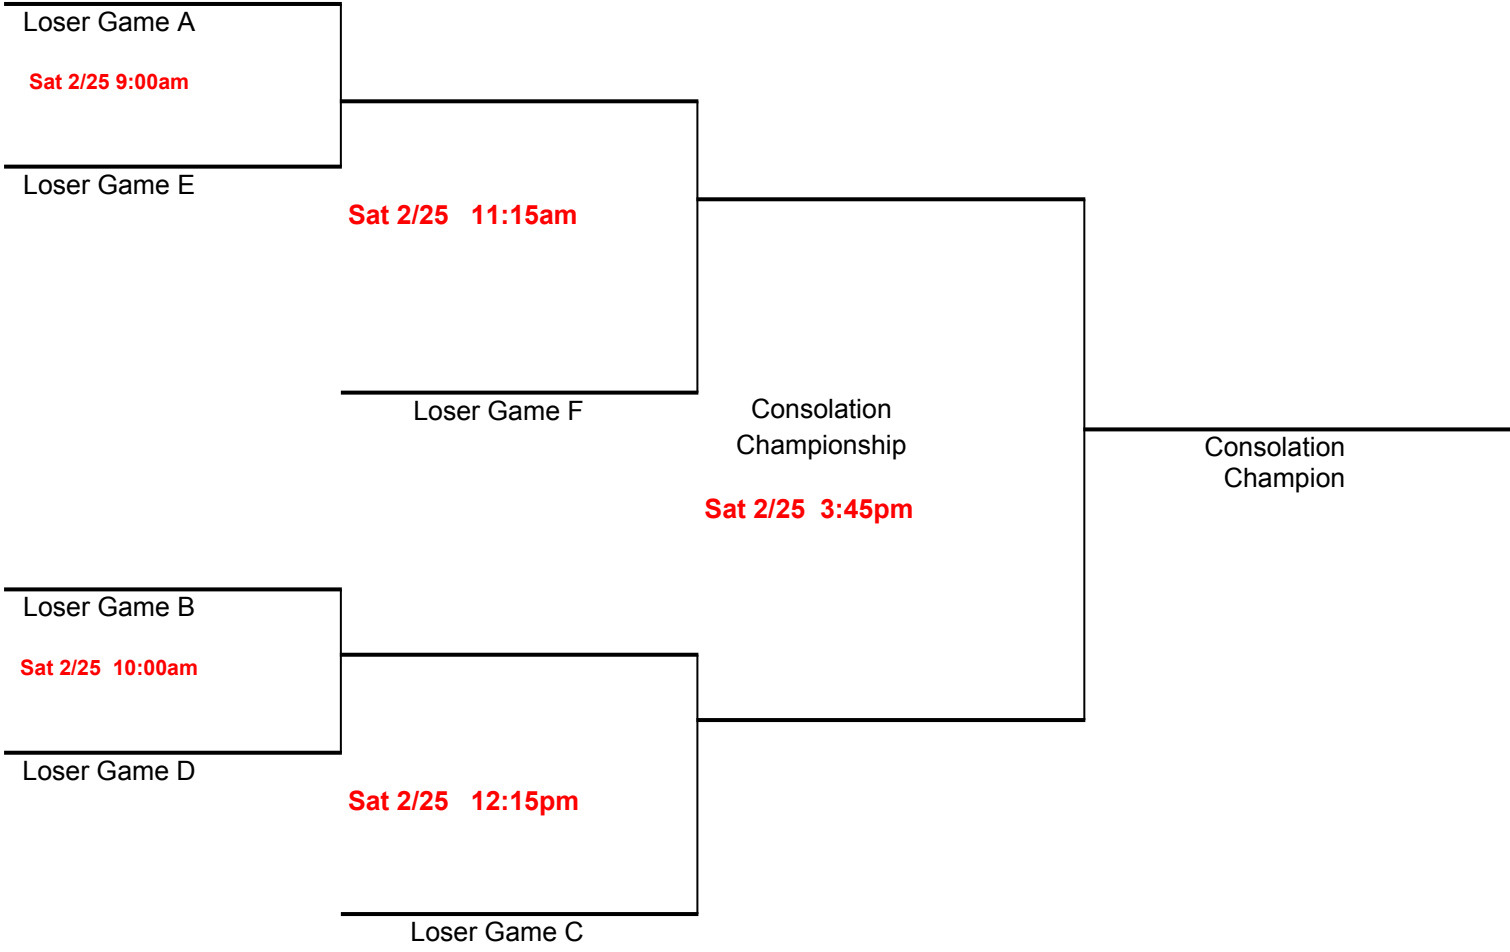 Loser Game A
Sat 2/25 9:00am
Loser Game E
Sat 2/25   11:15am
Loser Game F
Consolation
Championship
Sat 2/25  3:45pm
Consolation
Champion
Loser Game B
Sat 2/25  10:00am
Loser Game D
Sat 2/25   12:15pm
Loser Game C